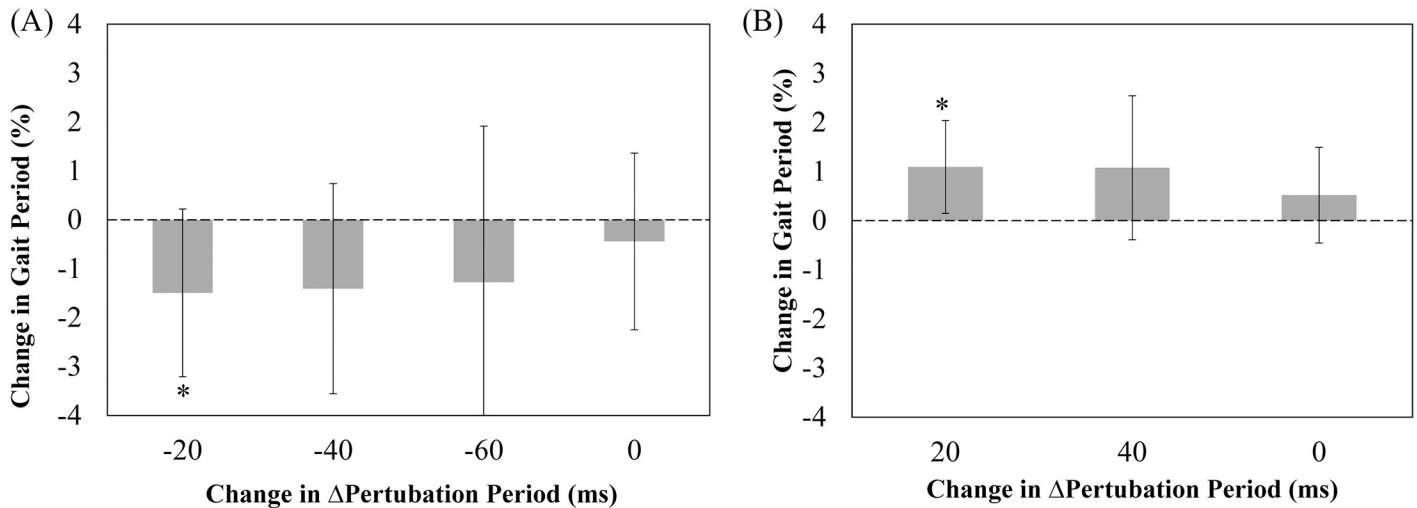 (A)
Change in Gait Period (%)
4
3
2
1
0
-1
-2
-3
-4
*
-20 -40 -60 0
Change in ∆Pertubation Period (ms)
(B)
Change in Gait Period (%)
4
3
2
1
0
-1
-2
-3
-4
*
20 40 0
Change in ∆Pertubation Period (ms)